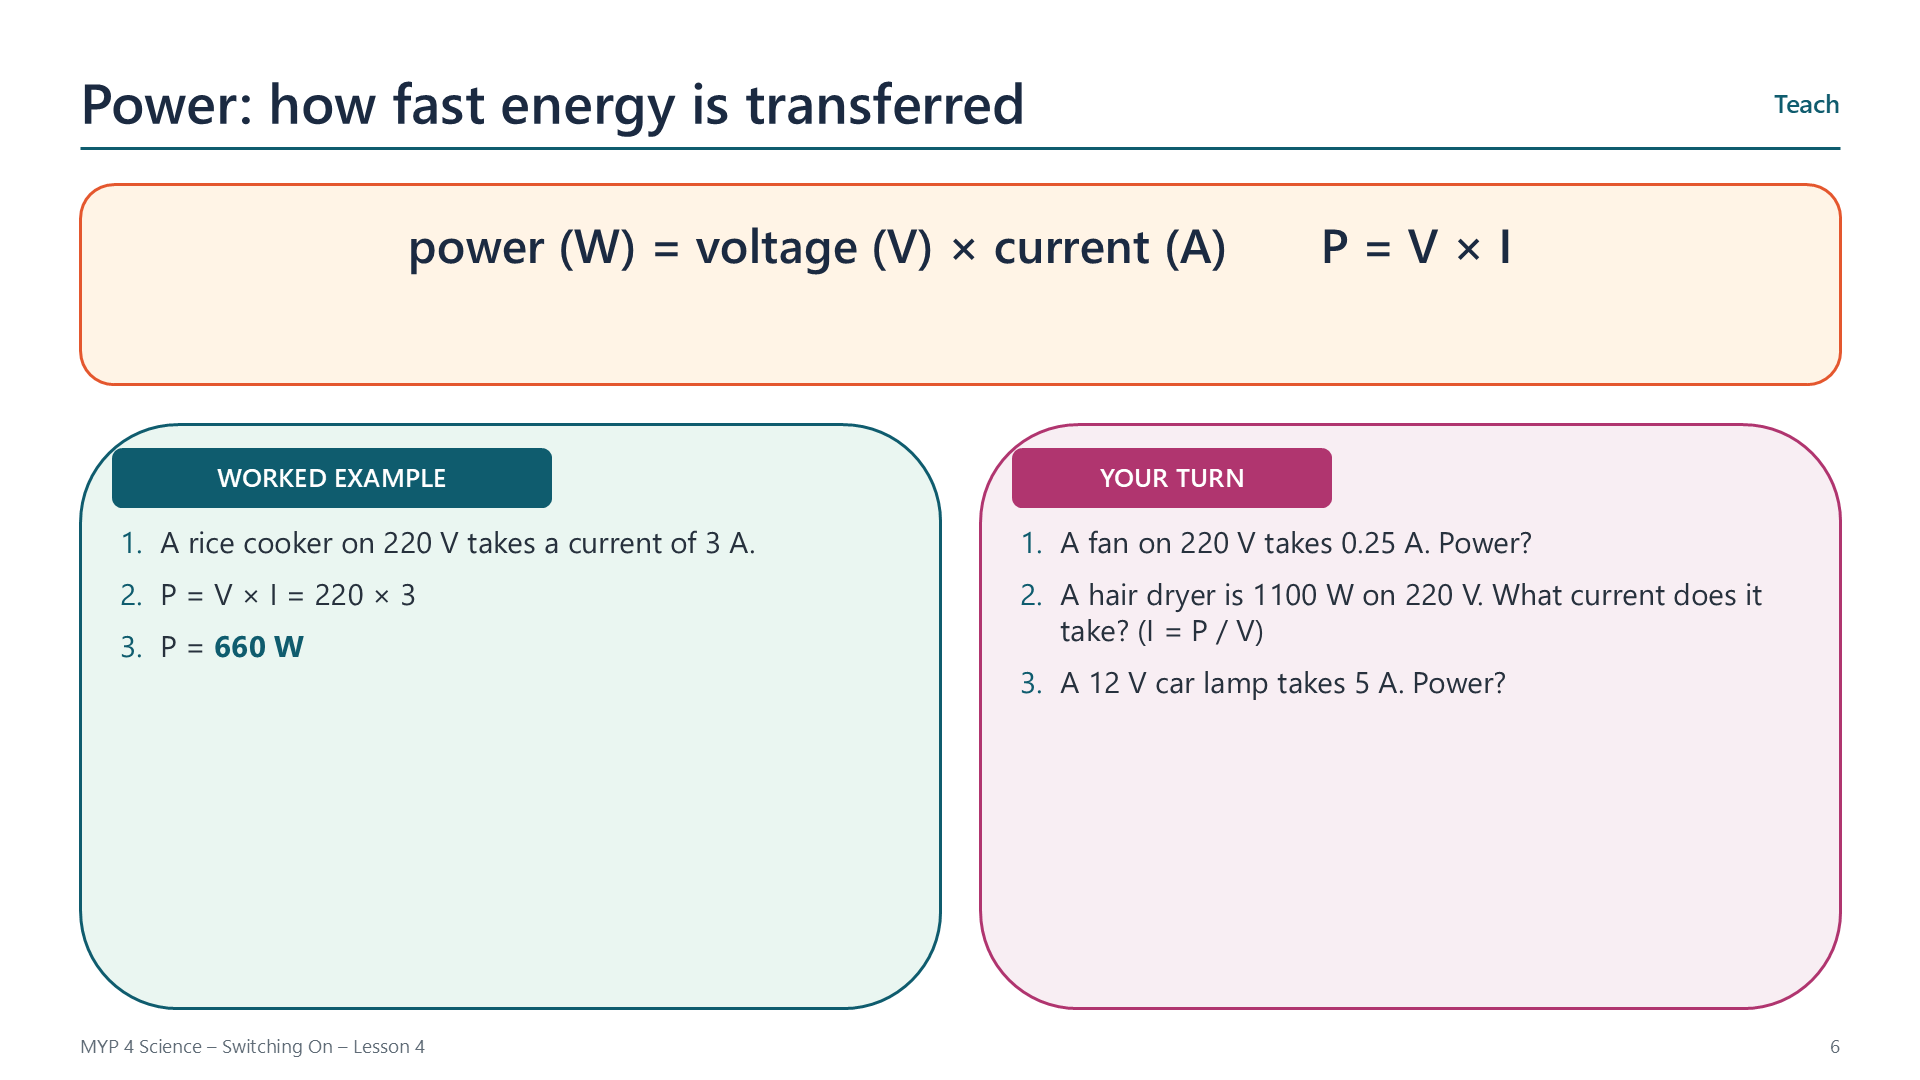 Power: how fast energy is transferred
Teach
power (W) = voltage (V) × current (A) P = V × I
WORKED EXAMPLE
1. A rice cooker on 220 V takes a current of 3 A.
2. P = V × I = 220 × 3
3. P = 660 W
YOUR TURN
1. A fan on 220 V takes 0.25 A. Power?
2. A hair dryer is 1100 W on 220 V. What current does it
take? (I = P / V)
3. A 12 V car lamp takes 5 A. Power?
MYP 4 Science – Switching On – Lesson 4
6